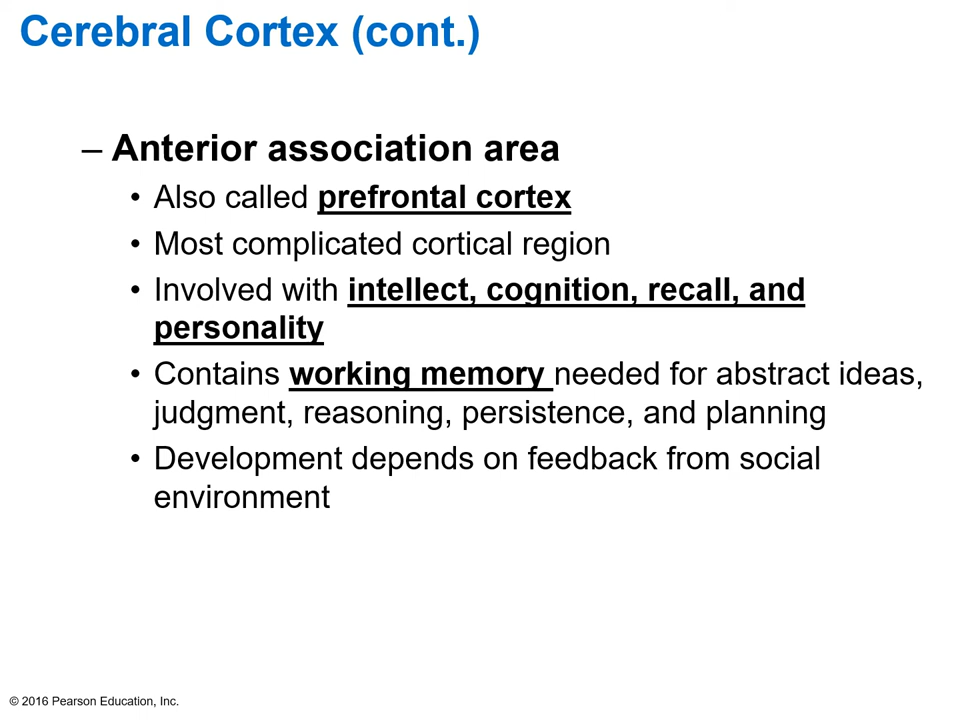 Cerebral Cortex (cont.)
– Anterior association area
• Also called prefrontal cortex
• Most complicated cortical region
• Involved with intellect, cognition, recall, and
personality
• Contains working memory needed for abstract ideas,
judgment, reasoning, persistence, and planning
• Development depends on feedback from social
environment
© 2016 Pearson Education, Inc.